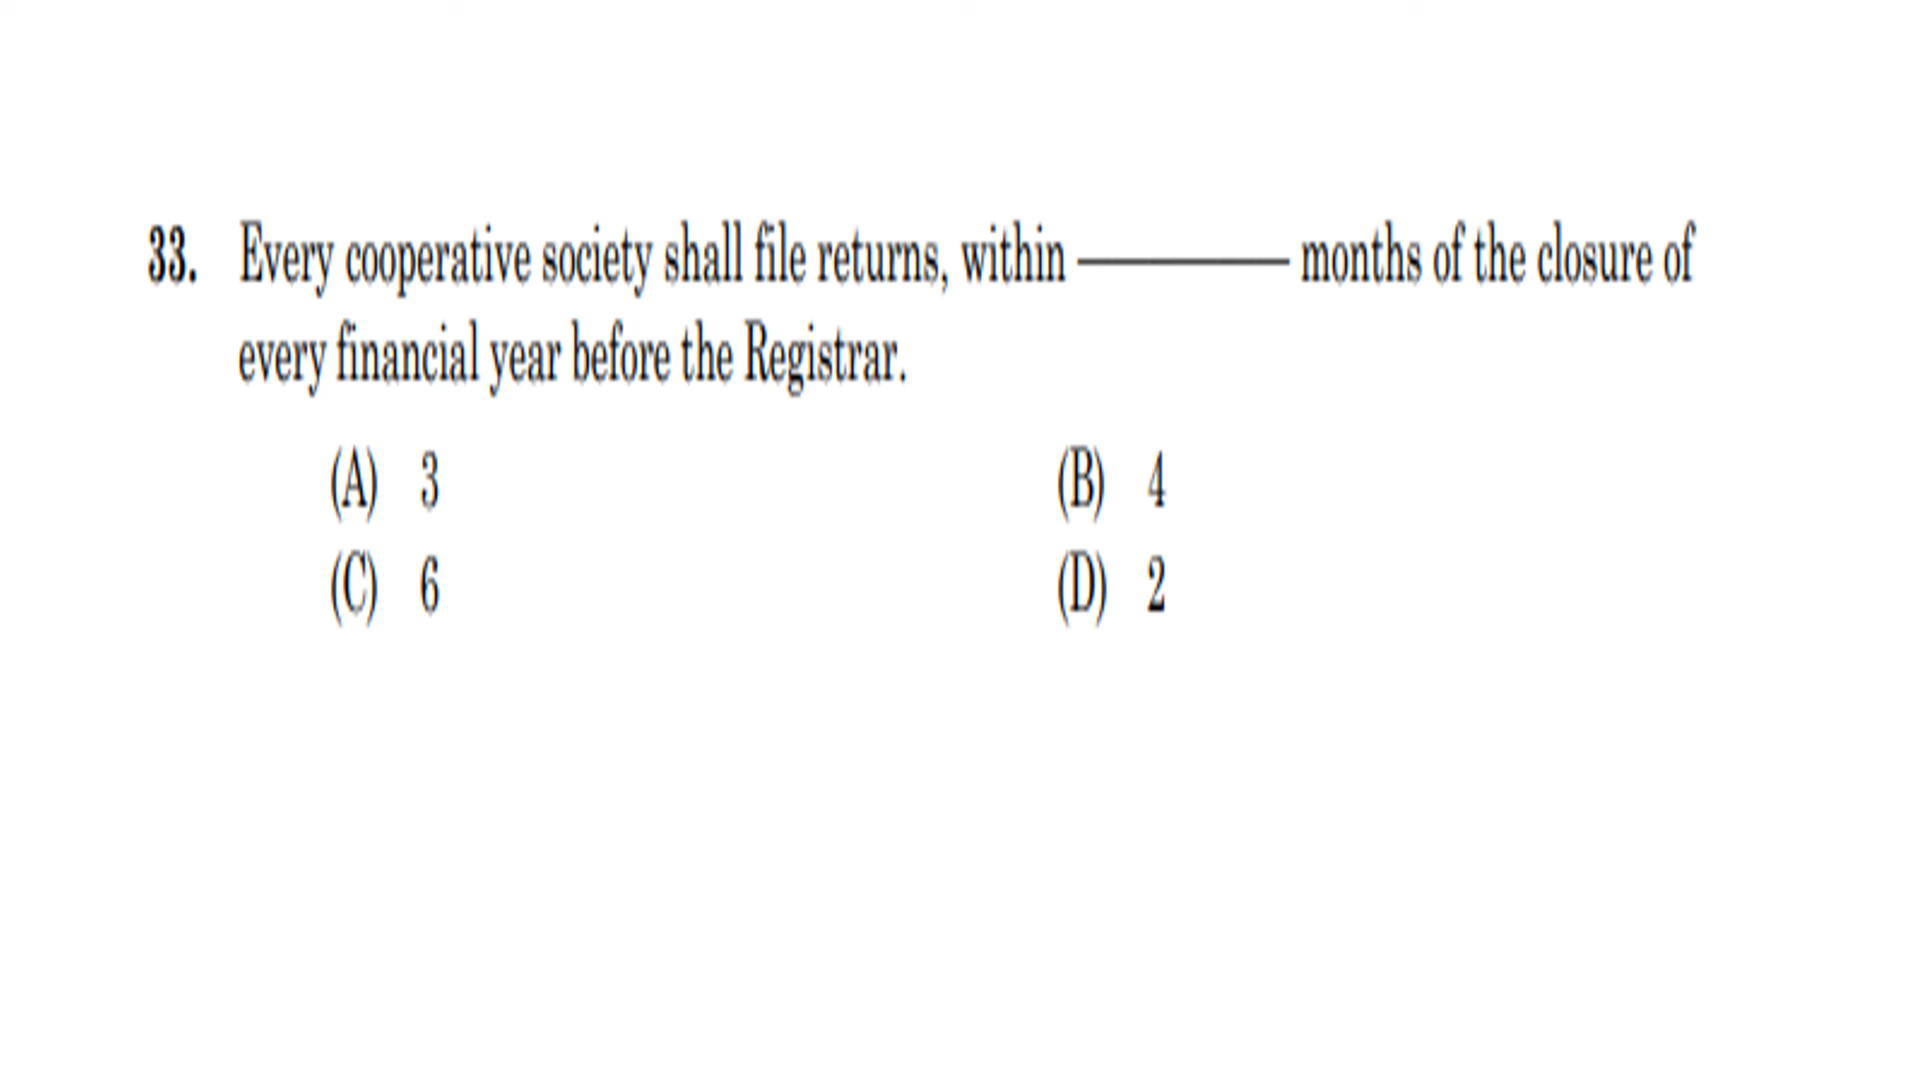 33. Every cooperative society shall file returns, within ———— months of the closure of
every financial year before the Registrar.
(A) 3 (B) 4
(C) 6 (D) 2